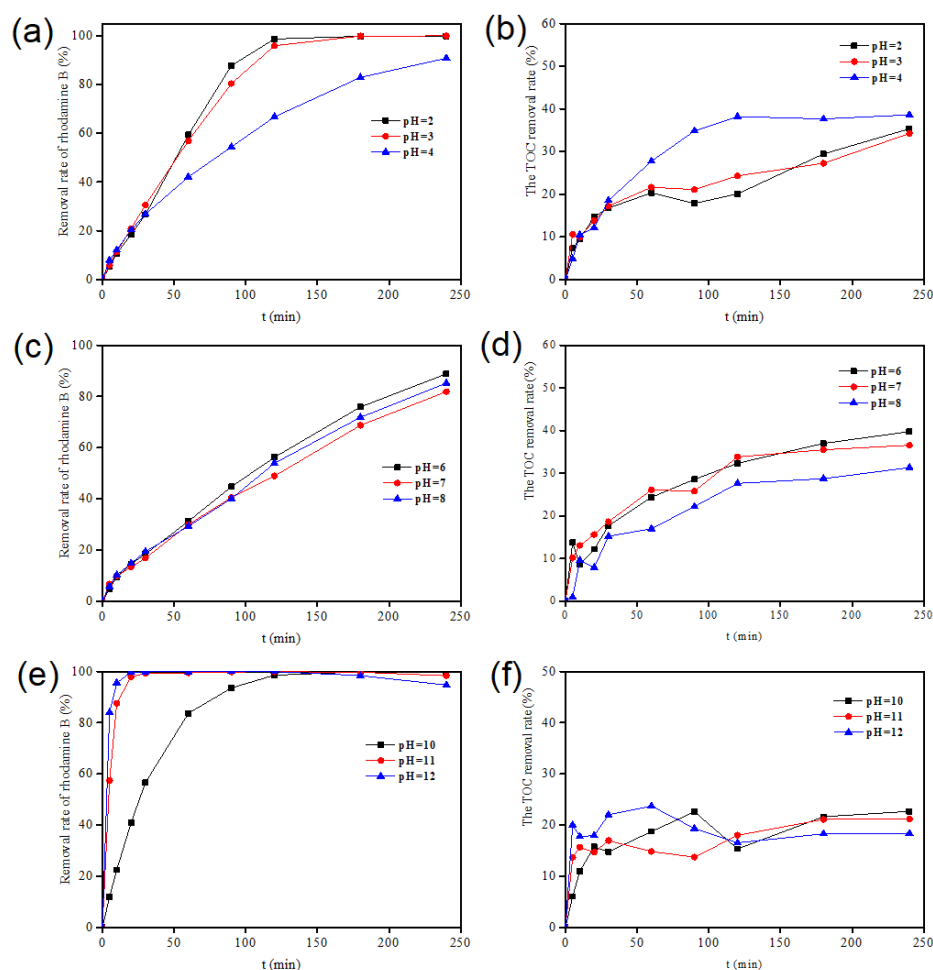 (a)
Removal rate of rhodamine B (%)
100
80
60
40
20
0
pH=2
pH=3
pH=4
0 50 100 150 200 250
t (min)
(b)
The TOC removal rate (%)
60
50
40
30
20
10
0
pH=2
pH=3
pH=4
0 50 100 150 200 250
t (min)
(c)
Removal rate of rhodamine B (%)
100
80
60
40
20
0
pH=6
pH=7
pH=8
0 50 100 150 200 250
t (min)
(d)
The TOC removal rate(%)
60
50
40
30
20
10
0
pH=6
pH=7
pH=8
0 50 100 150 200 250
t (min)
(e)
Removal rate of rhodamine B (%)
100
80
60
40
20
0
pH=10
pH=11
pH=12
0 50 100 150 200 250
t (min)
(f)
The TOC removal rate(%)
50
40
30
20
10
0
pH=10
pH=11
pH=12
0 50 100 150 200 250
t (min)